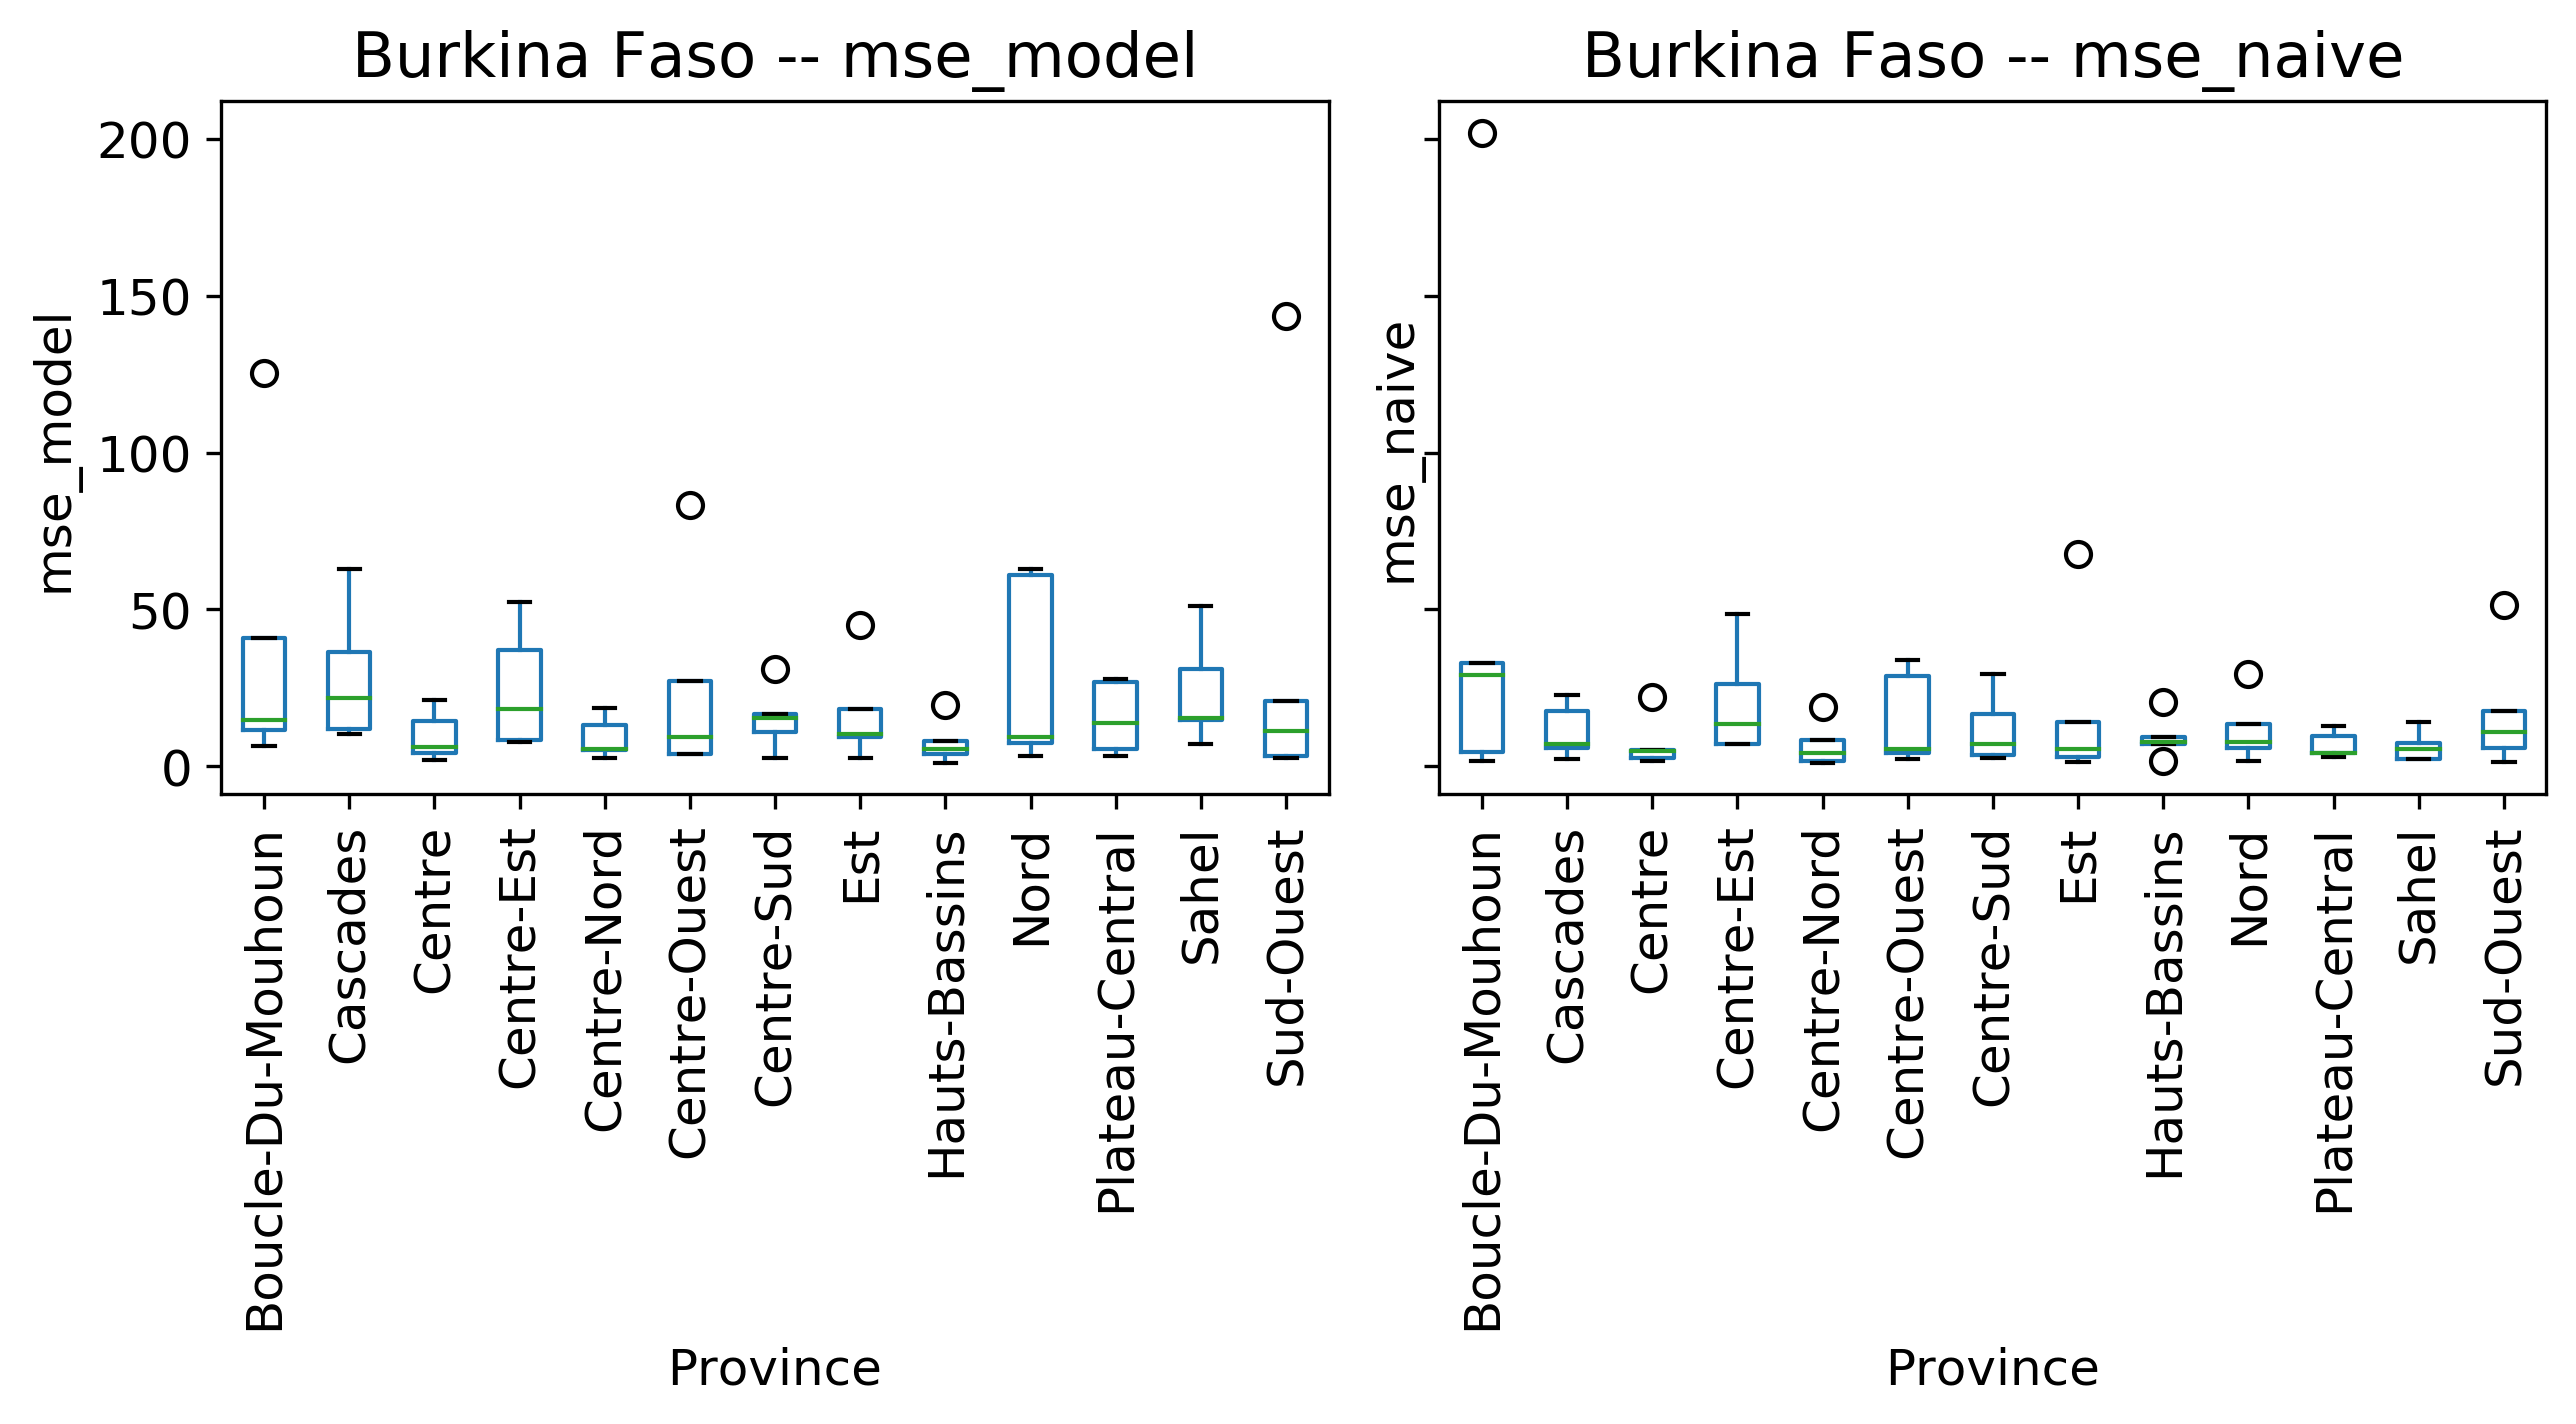 Burkina Faso -- mse_model
mse_model
200
150
100
50
0
Boucle-Du-Mouhoun
Cascades
Centre
Centre-Est
Centre-Nord
Centre-Ouest
Centre-Sud
Est
Hauts-Bassins
Nord
Plateau-Central
Sahel
Sud-Ouest
Province
Burkina Faso -- mse_naive
mse_naive
Boucle-Du-Mouhoun
Cascades
Centre
Centre-Est
Centre-Nord
Centre-Ouest
Centre-Sud
Est
Hauts-Bassins
Nord
Plateau-Central
Sahel
Sud-Ouest
Province